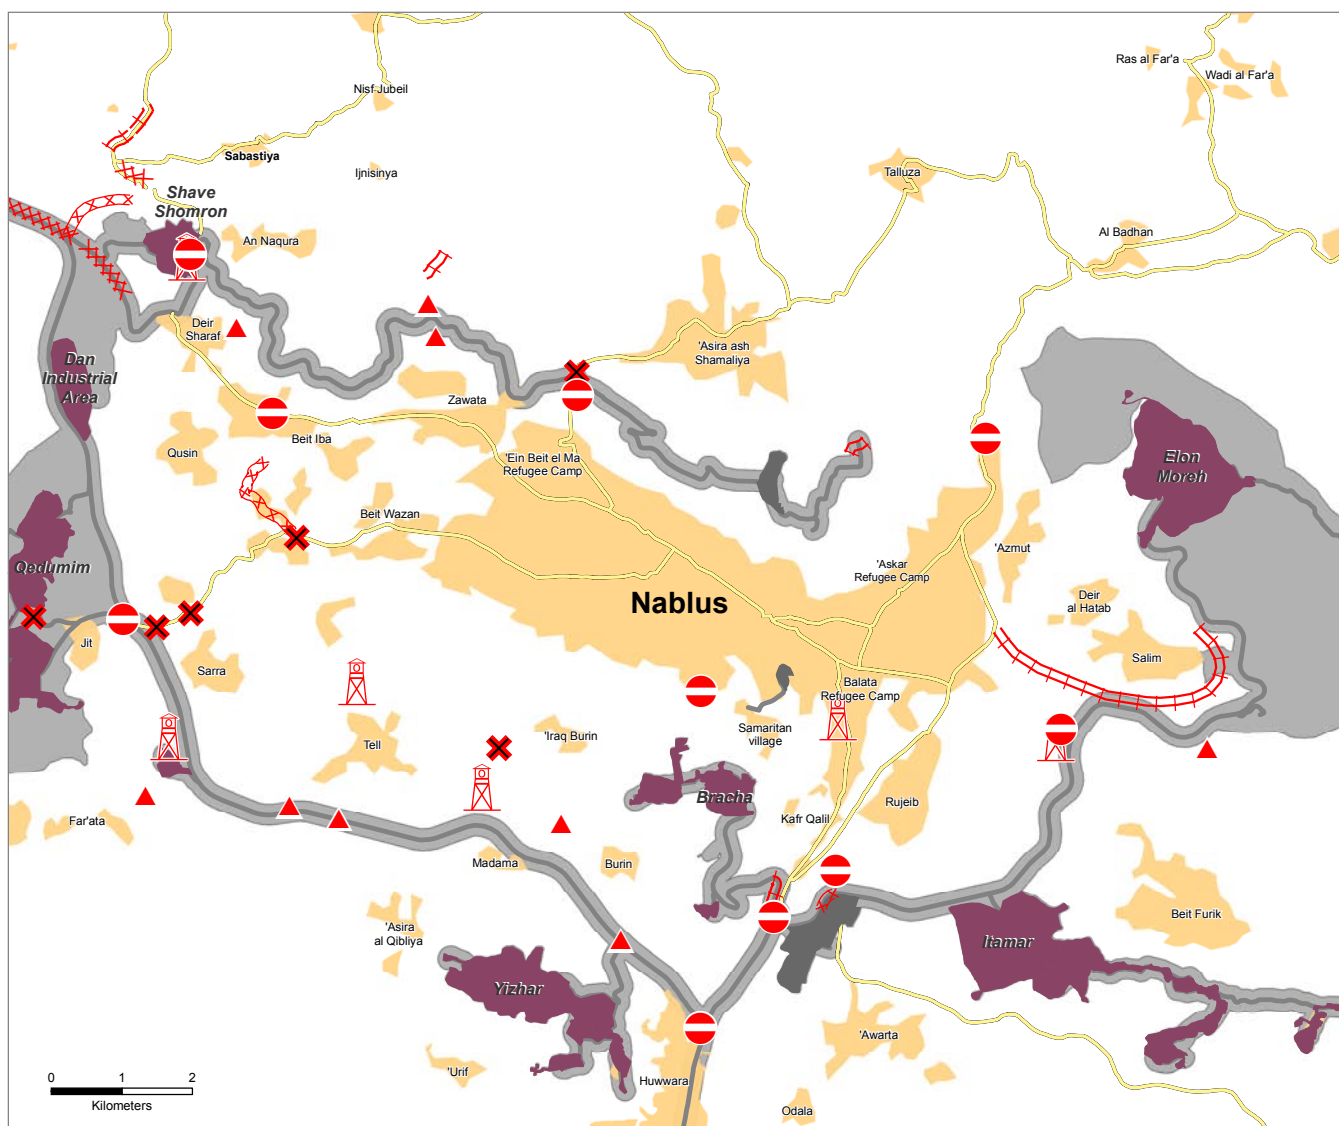 Ras al Far'a
Wadi al Far'a
Nisf Jubeil
Sabastiya
Ijnisinya
Talluza
Shave
Shomron
An Naqura
Al Badhan
Deir
Sharaf
'Asira ash
Shamaliya
Dan
Industrial
Area
Zawata
Beit Iba
Qusin
'Ein Beit el Ma
Refugee Camp
Elon
Moreh
Beit Wazan
'Azmut
Qedumim
'Askar
Refugee Camp
Nablus
Deir
al Hatab
Jit
Sarra
Salim
Balata
Refugee Camp
Samaritan
village
'Iraq Burin
Tell
Bracha
Rujeib
Far'ata
Kafr Qalil
Madama
Burin
Beit Furik
'Asira
al Qibliya
Itamar
Yizhar
'Awarta
'Urif
Huwwara
Odala
0 1 2
Kilometers